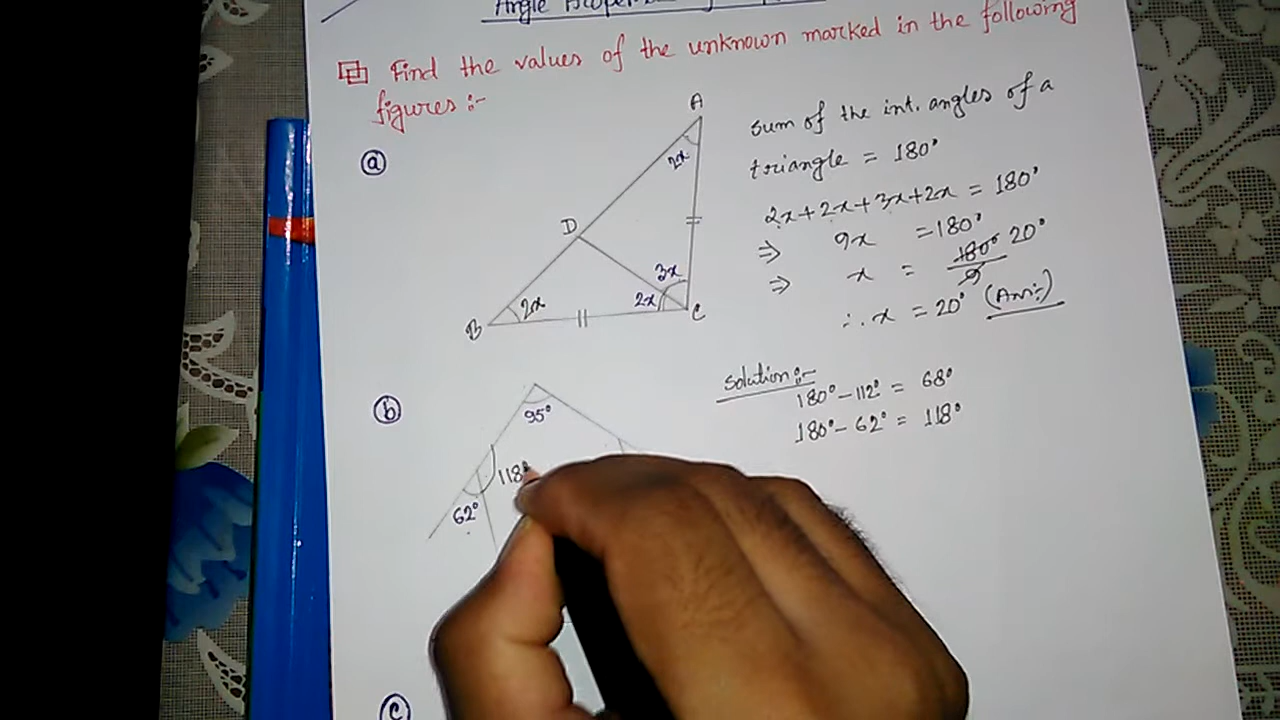 Find the values of the unknown marked in the following
figures :-
(a)
A
2x
D
3x
B
2x
2x
C
sum of the int. angles of a
triangle = 180°
2x+2x+3x+2x = 180°
⇒ 9x = 180°
⇒ x = 180° 20°
9
∴ x = 20° (Ans:)
(b)
95°
118°
62°
Solution :-
180° - 112° = 68°
180° - 62° = 118°
(c)